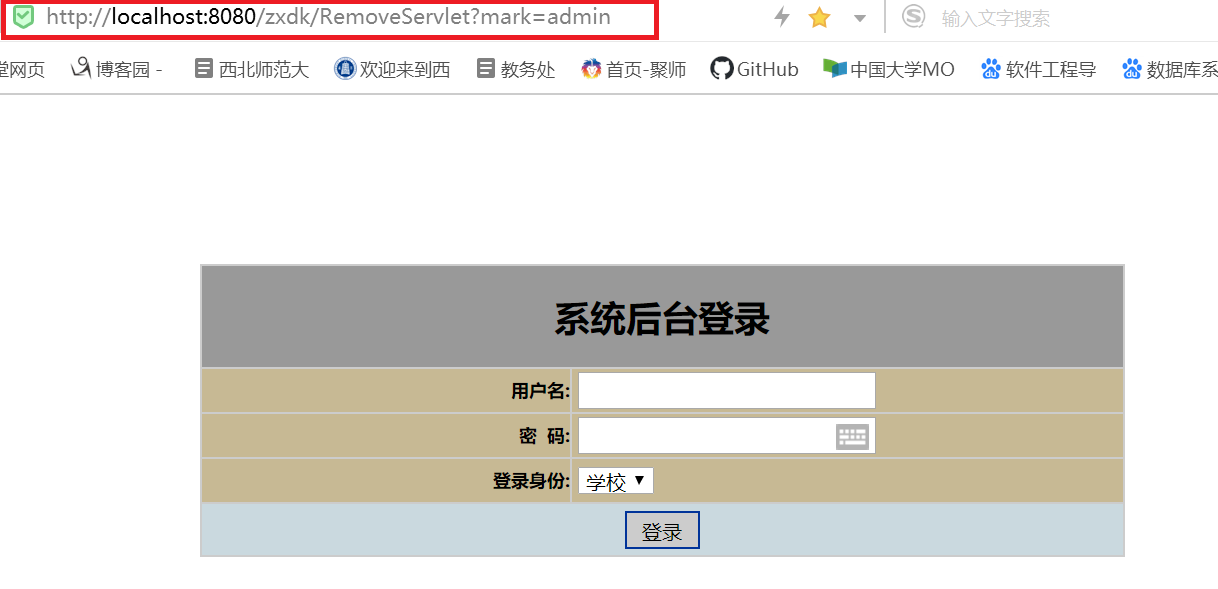 http://localhost:8080/zxdk/RemoveServlet?mark=admin 输入文字搜索
网页 博客园 - 西北师范大 欢迎来到西 教务处 首页-聚师 GitHub 中国大学MO 软件工程导 数据库系
系统后台登录
用户名:
密 码:
登录身份: 学校
登录